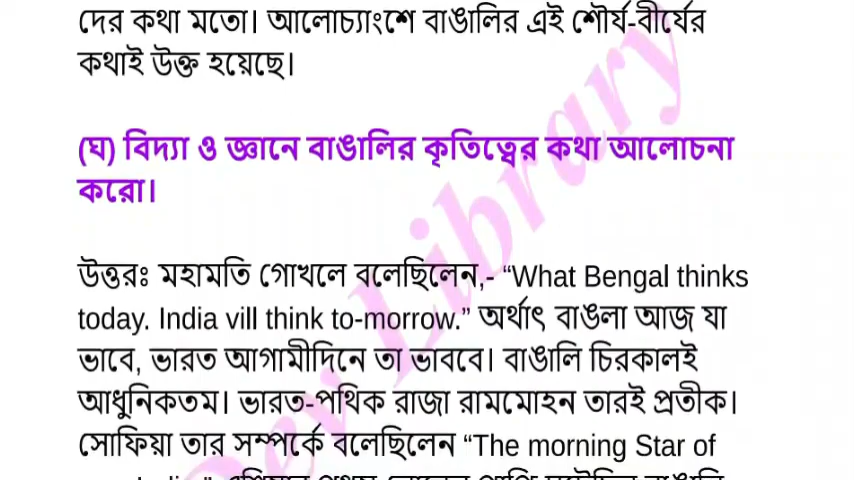 দের কথা মতো। আলোচ্যাংশে বাঙালির এই শৌর্য-বীর্যের
কথাই উক্ত হয়েছে।
(ঘ) বিদ্যা ও জ্ঞানে বাঙালির কৃতিত্বের কথা আলোচনা
করো।
উত্তরঃ মহামতি গোখলে বলেছিলেন,- “What Bengal thinks
today. India vill think to-morrow.” অর্থাৎ বাঙলা আজ যা
ভাবে, ভারত আগামীদিনে তা ভাববে। বাঙালি চিরকালই
আধুনিকতম। ভারত-পথিক রাজা রামমোহন তারই প্রতীক।
সোফিয়া তার সম্পর্কে বলেছিলেন “The morning Star of
Dev Library